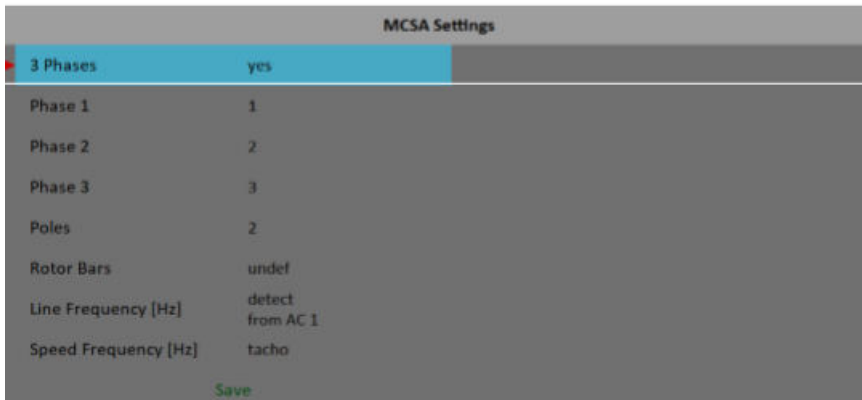 MCSA Settings
3 Phases yes
Phase 1 1
Phase 2 2
Phase 3 3
Poles 2
Rotor Bars undef
Line Frequency [Hz] detect
from AC 1
Speed Frequency [Hz] tacho
Save